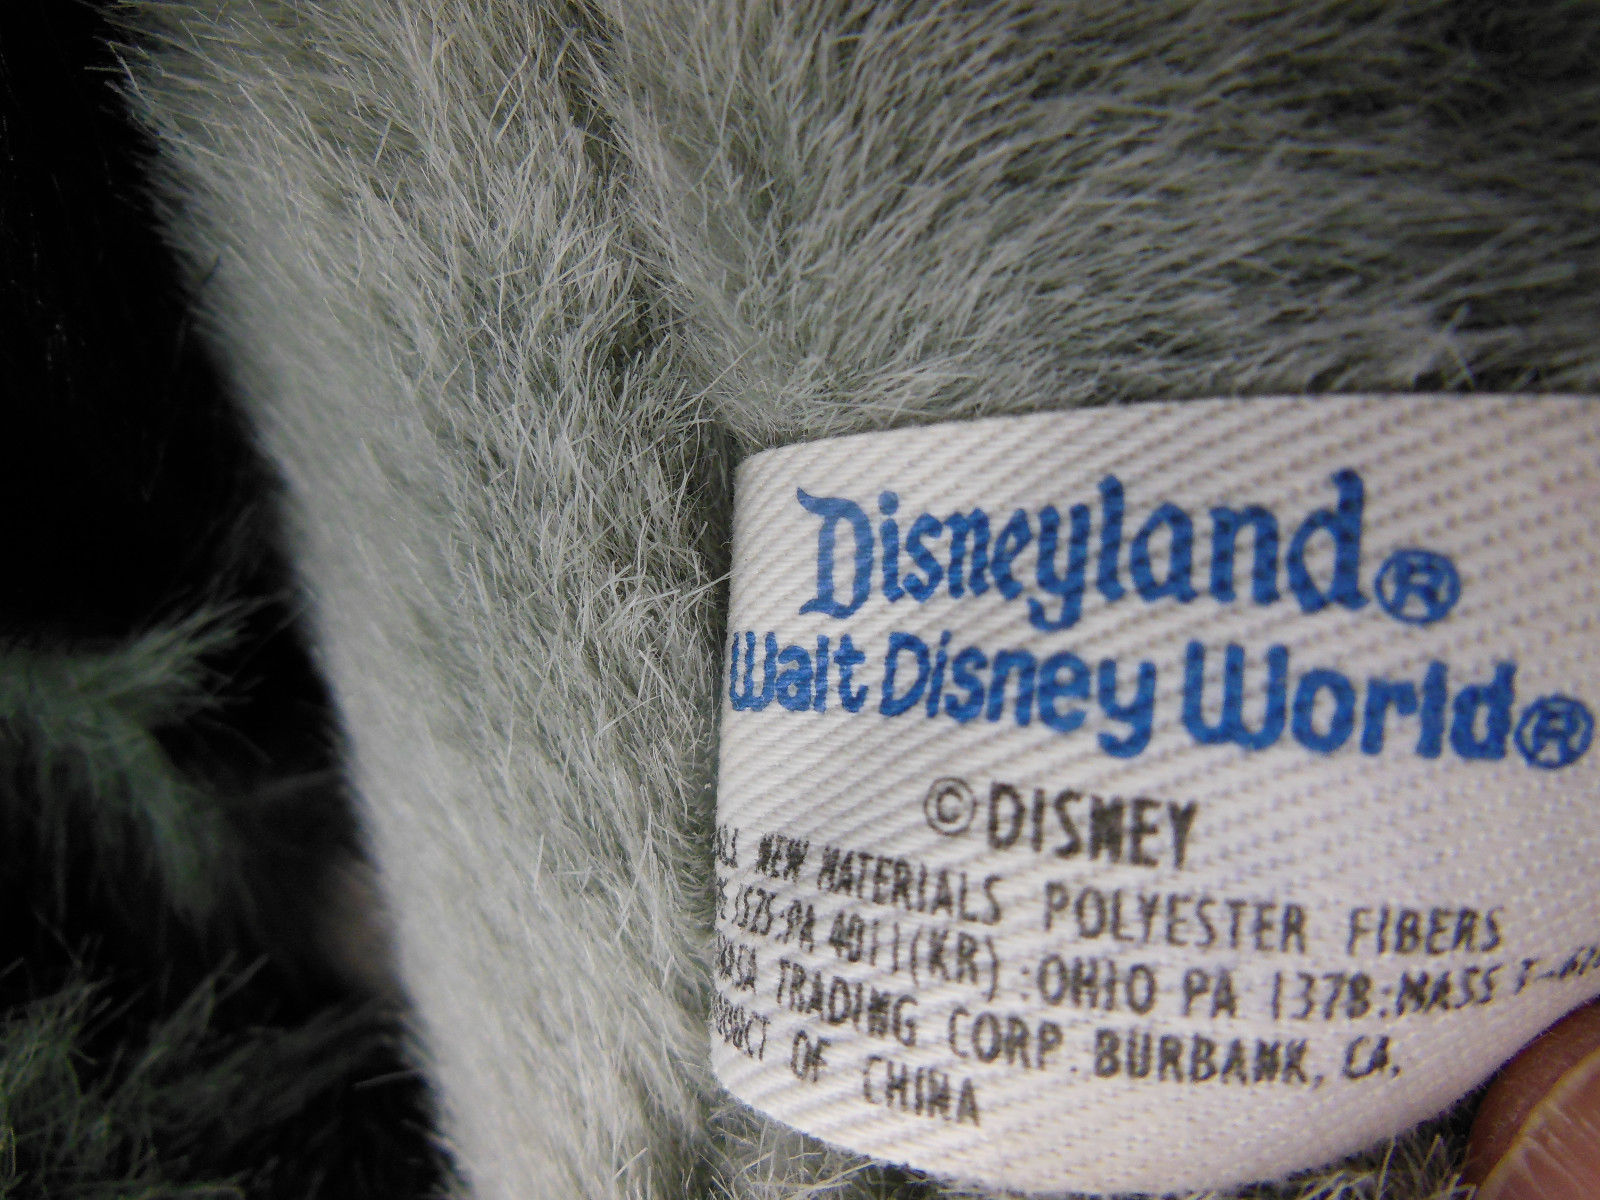 Disneyland®
Walt Disney World®
© DISNEY
NEW MATERIALS POLYESTER FIBERS
4011(KR) :OHIO PA 1378:MASS
TRADING CORP. BURBANK, CA.
OF CHINA